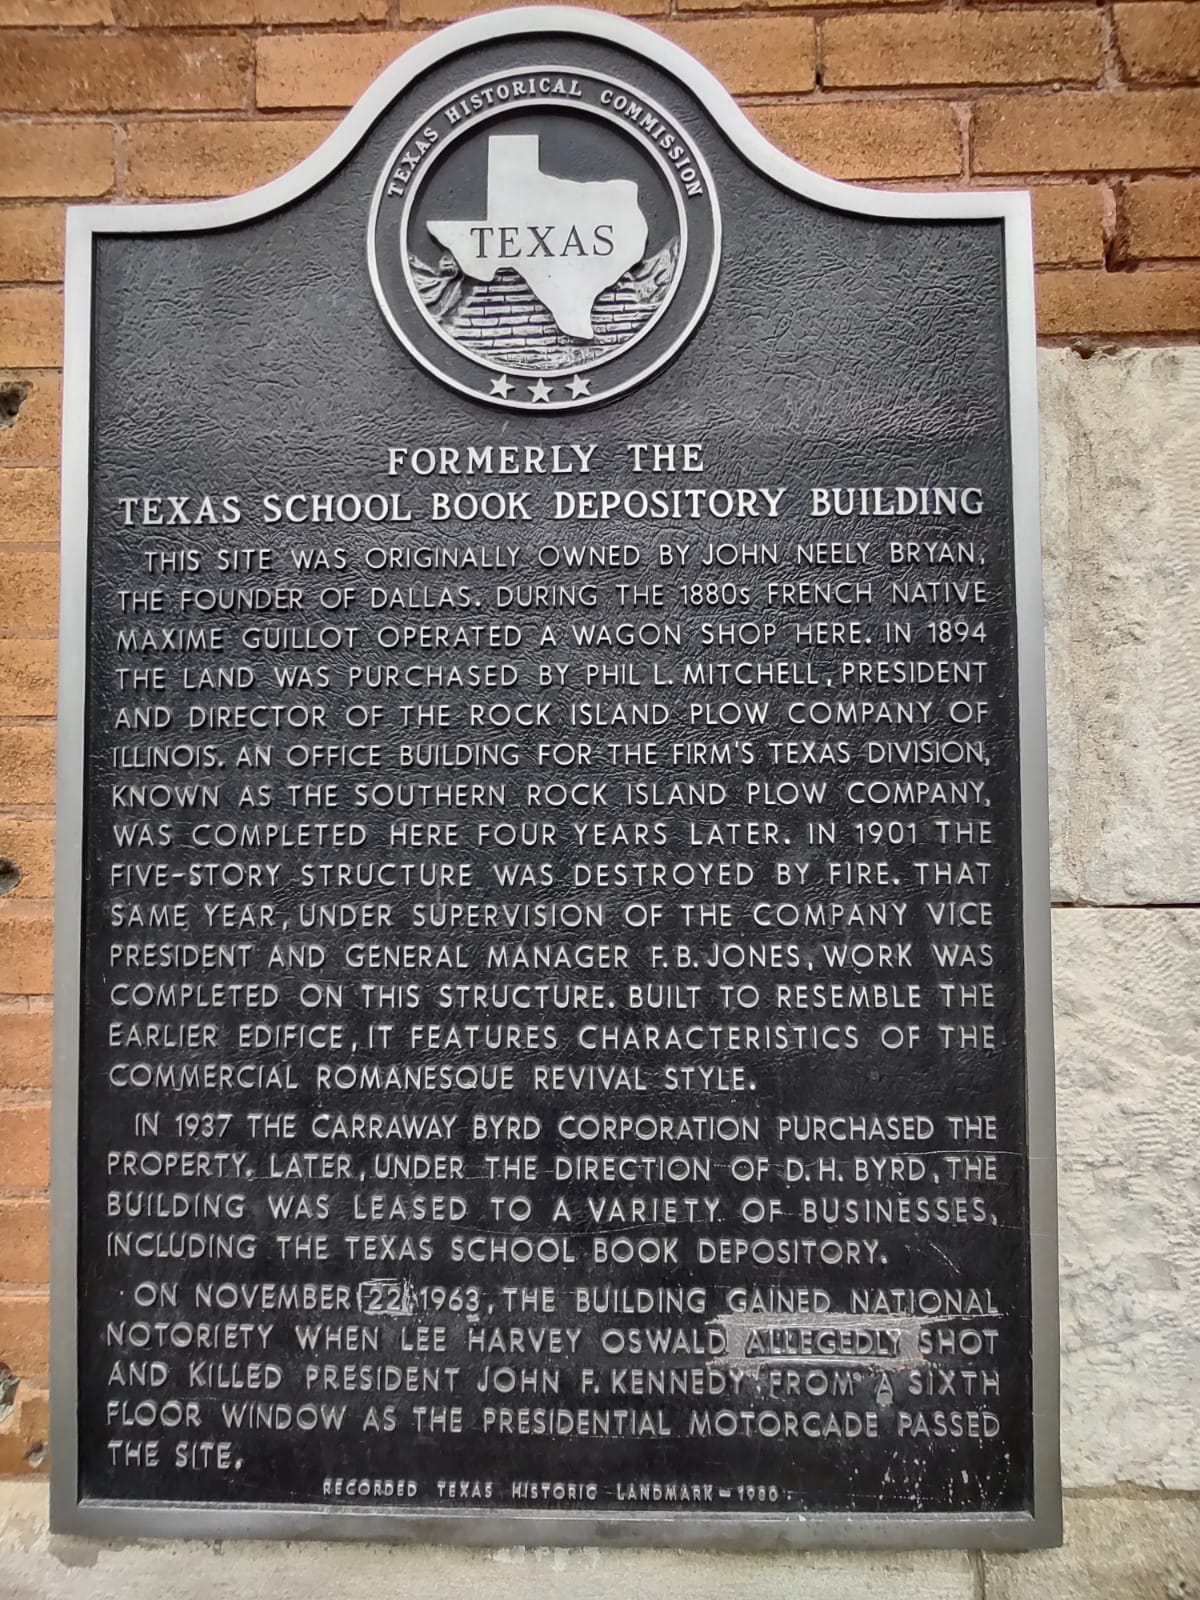 TEXAS HISTORICAL COMMISSION
TEXAS
FORMERLY THE
TEXAS SCHOOL BOOK DEPOSITORY BUILDING
THIS SITE WAS ORIGINALLY OWNED BY JOHN NEELY BRYAN,
THE FOUNDER OF DALLAS. DURING THE 1880s FRENCH NATIVE
MAXIME GUILLOT OPERATED A WAGON SHOP HERE. IN 1894
THE LAND WAS PURCHASED BY PHIL L. MITCHELL, PRESIDENT
AND DIRECTOR OF THE ROCK ISLAND PLOW COMPANY OF
ILLINOIS. AN OFFICE BUILDING FOR THE FIRM'S TEXAS DIVISION,
KNOWN AS THE SOUTHERN ROCK ISLAND PLOW COMPANY,
WAS COMPLETED HERE FOUR YEARS LATER. IN 1901 THE
FIVE-STORY STRUCTURE WAS DESTROYED BY FIRE. THAT
SAME YEAR, UNDER SUPERVISION OF THE COMPANY VICE
PRESIDENT AND GENERAL MANAGER F. B. JONES, WORK WAS
COMPLETED ON THIS STRUCTURE. BUILT TO RESEMBLE THE
EARLIER EDIFICE, IT FEATURES CHARACTERISTICS OF THE
COMMERCIAL ROMANESQUE REVIVAL STYLE.
IN 1937 THE CARRAWAY BYRD CORPORATION PURCHASED THE
PROPERTY. LATER, UNDER THE DIRECTION OF D. H. BYRD, THE
BUILDING WAS LEASED TO A VARIETY OF BUSINESSES,
INCLUDING THE TEXAS SCHOOL BOOK DEPOSITORY.
ON NOVEMBER 22, 1963, THE BUILDING GAINED NATIONAL
NOTORIETY WHEN LEE HARVEY OSWALD ALLEGEDLY SHOT
AND KILLED PRESIDENT JOHN F. KENNEDY FROM A SIXTH
FLOOR WINDOW AS THE PRESIDENTIAL MOTORCADE PASSED
THE SITE.
RECORDED TEXAS HISTORIC LANDMARK - 1980